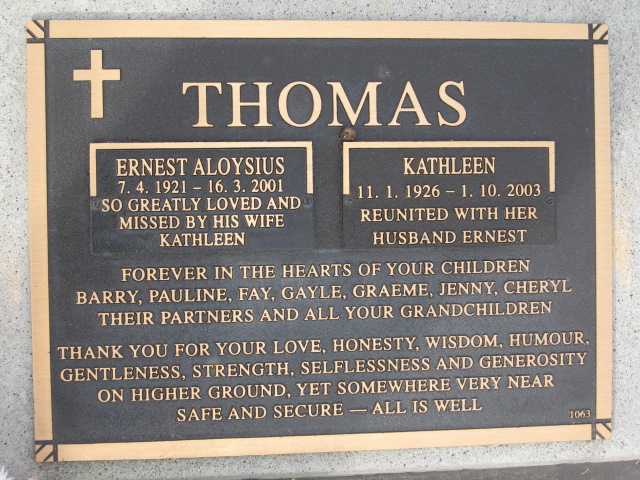 THOMAS
ERNEST ALOYSIUS
7. 4. 1921 – 16. 3. 2001
SO GREATLY LOVED AND
MISSED BY HIS WIFE
KATHLEEN
KATHLEEN
11. 1. 1926 – 1. 10. 2003
REUNITED WITH HER
HUSBAND ERNEST
FOREVER IN THE HEARTS OF YOUR CHILDREN
BARRY, PAULINE, FAY, GAYLE, GRAEME, JENNY, CHERYL
THEIR PARTNERS AND ALL YOUR GRANDCHILDREN
THANK YOU FOR YOUR LOVE, HONESTY, WISDOM, HUMOUR,
GENTLENESS, STRENGTH, SELFLESSNESS AND GENEROSITY
ON HIGHER GROUND, YET SOMEWHERE VERY NEAR
SAFE AND SECURE — ALL IS WELL
1063